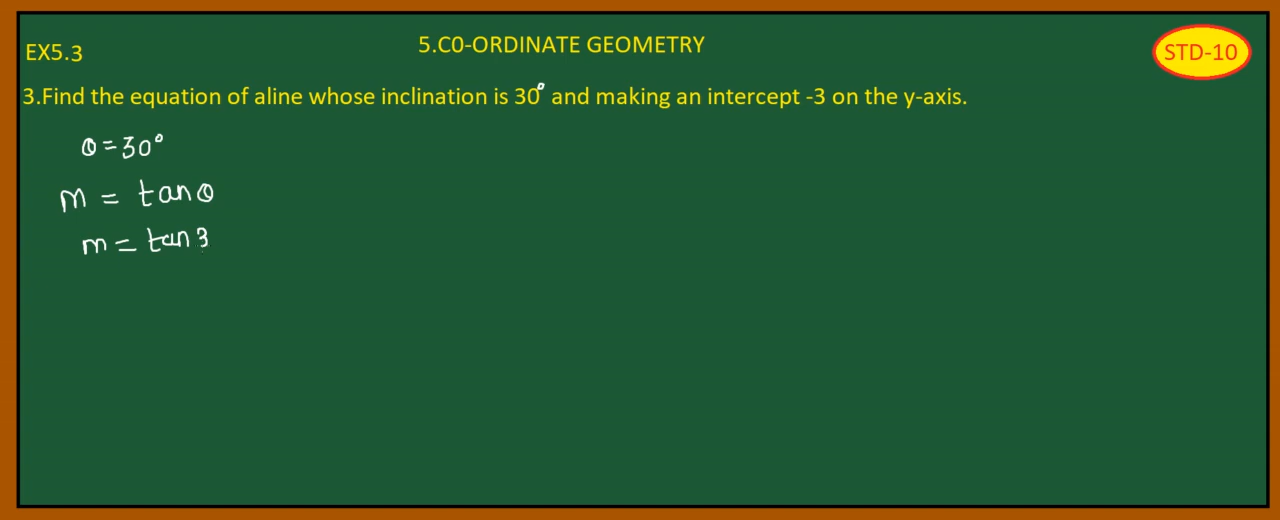 EX5.3
5.C0-ORDINATE GEOMETRY
STD-10
3.Find the equation of aline whose inclination is 30° and making an intercept -3 on the y-axis.
θ = 30°
m = tanθ
m = tan 3